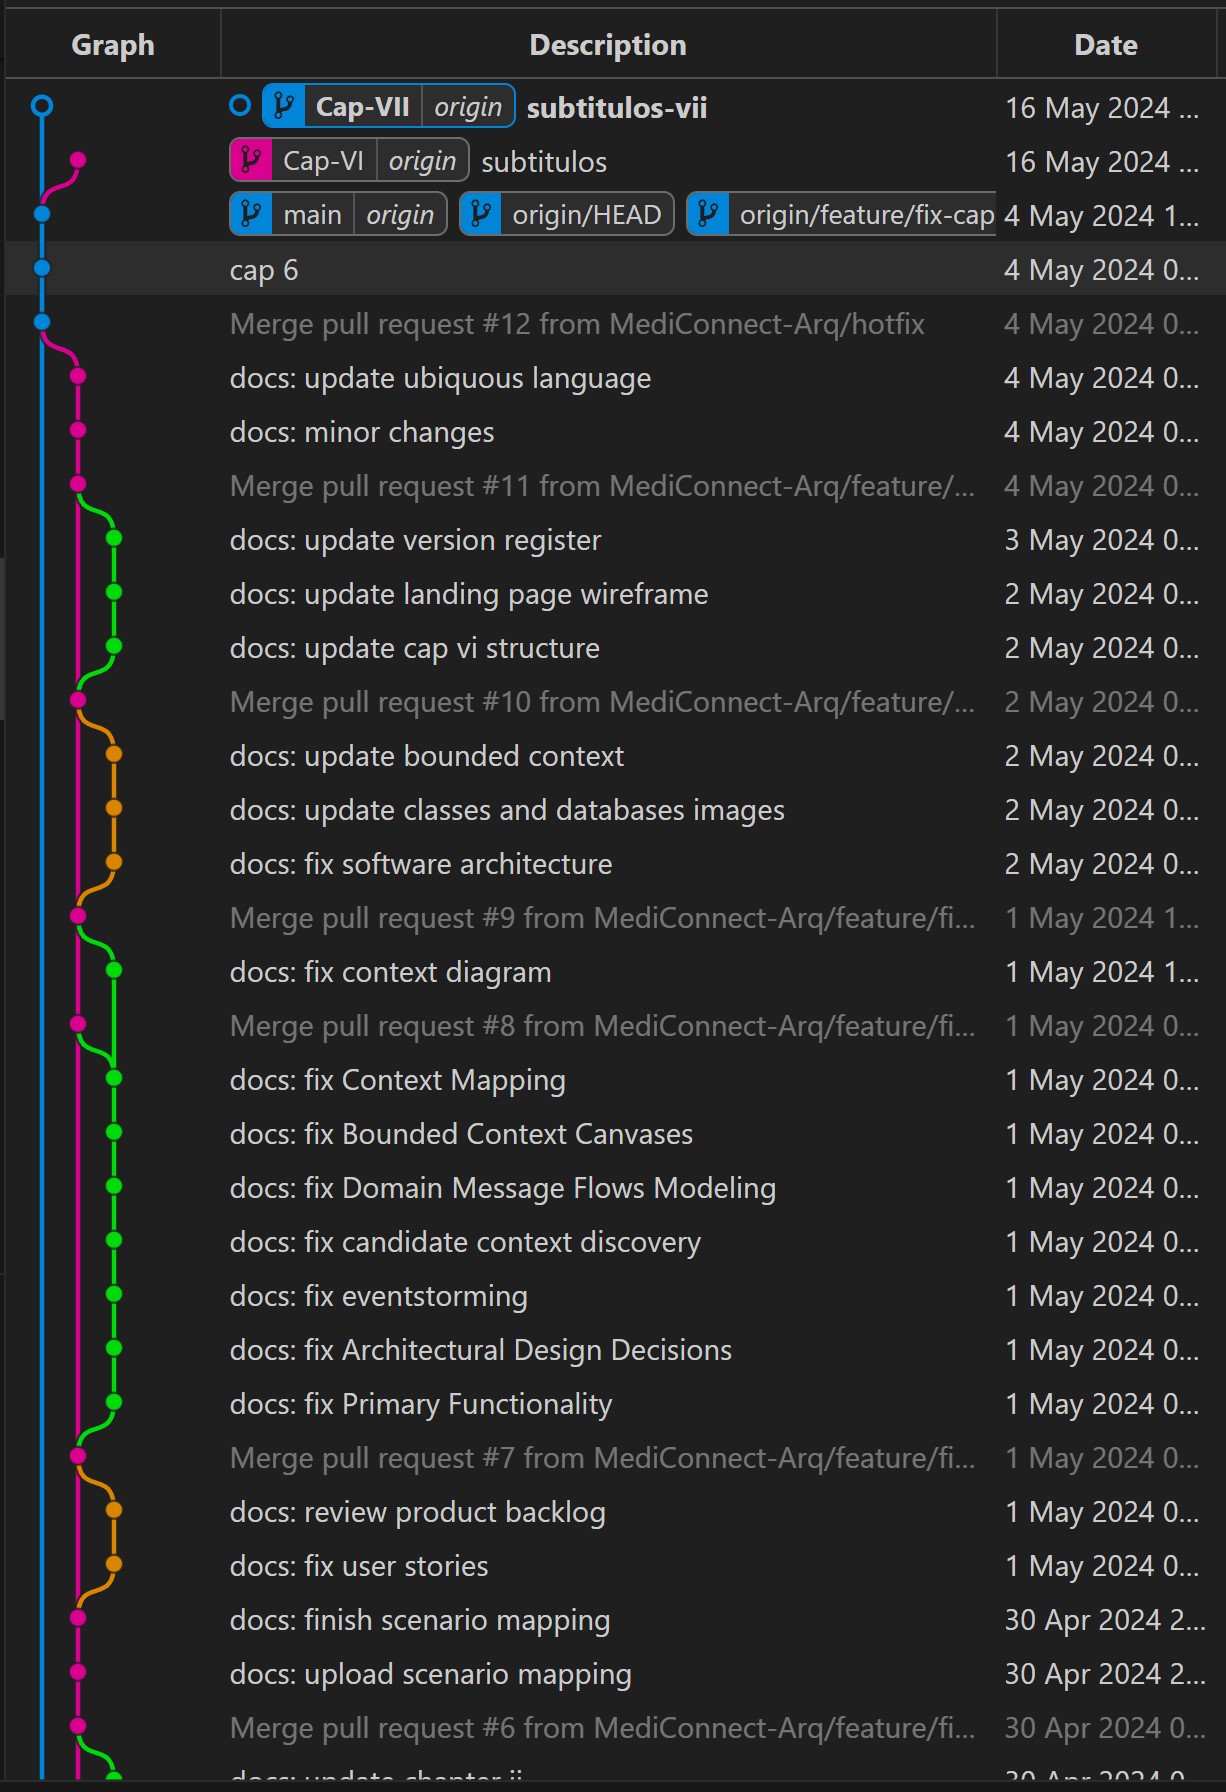 Graph Description Date
Cap-VII origin subtitulos-vii 16 May 2024 ...
Cap-VI origin subtitulos 16 May 2024 ...
main origin origin/HEAD origin/feature/fix-cap 4 May 2024 1...
cap 6 4 May 2024 0...
Merge pull request #12 from MediConnect-Arq/hotfix 4 May 2024 0...
docs: update ubiquous language 4 May 2024 0...
docs: minor changes 4 May 2024 0...
Merge pull request #11 from MediConnect-Arq/feature/... 4 May 2024 0...
docs: update version register 3 May 2024 0...
docs: update landing page wireframe 2 May 2024 0...
docs: update cap vi structure 2 May 2024 0...
Merge pull request #10 from MediConnect-Arq/feature/... 2 May 2024 0...
docs: update bounded context 2 May 2024 0...
docs: update classes and databases images 2 May 2024 0...
docs: fix software architecture 2 May 2024 0...
Merge pull request #9 from MediConnect-Arq/feature/fi... 1 May 2024 1...
docs: fix context diagram 1 May 2024 1...
Merge pull request #8 from MediConnect-Arq/feature/fi... 1 May 2024 0...
docs: fix Context Mapping 1 May 2024 0...
docs: fix Bounded Context Canvases 1 May 2024 0...
docs: fix Domain Message Flows Modeling 1 May 2024 0...
docs: fix candidate context discovery 1 May 2024 0...
docs: fix eventstorming 1 May 2024 0...
docs: fix Architectural Design Decisions 1 May 2024 0...
docs: fix Primary Functionality 1 May 2024 0...
Merge pull request #7 from MediConnect-Arq/feature/fi... 1 May 2024 0...
docs: review product backlog 1 May 2024 0...
docs: fix user stories 1 May 2024 0...
docs: finish scenario mapping 30 Apr 2024 2...
docs: upload scenario mapping 30 Apr 2024 2...
Merge pull request #6 from MediConnect-Arq/feature/fi... 30 Apr 2024 0...
docs: update chapter ii 30 Apr 2024 0...